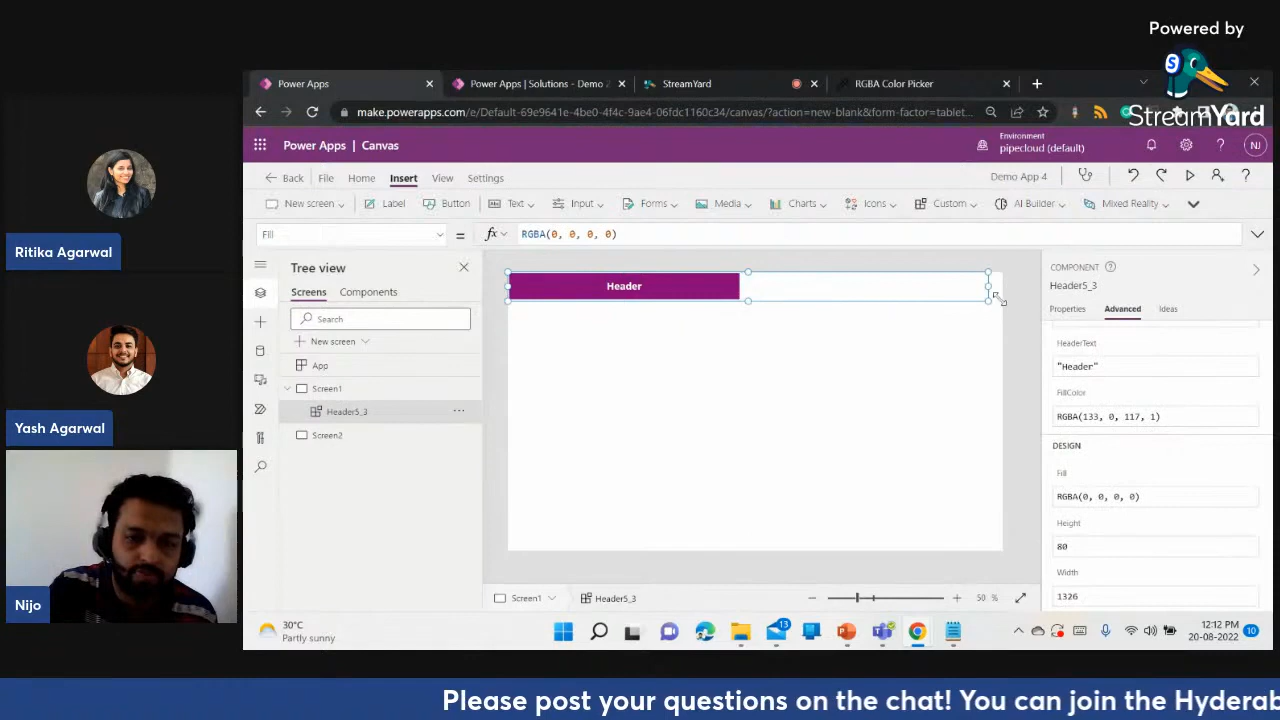 Powered by
StreamYard
Power Apps
Power Apps | Solutions - Demo
StreamYard
RGBA Color Picker
make.powerapps.com/e/Default-69e9641e-4be0-4f4c-9ae4-06fdc1160c34/canvas/?action=new-blank&form-factor=tablet...
Power Apps | Canvas
Environment
pipecloud (default)
NJ
Back
File
Home
Insert
View
Settings
Demo App 4
New screen
Label
Button
Text
Input
Forms
Media
Charts
Icons
Custom
AI Builder
Mixed Reality
Fill
=
fx
RGBA(0, 0, 0, 0)
Tree view
Screens
Components
Search
New screen
App
Screen1
Header5_3
Screen2
Header
COMPONENT
Header5_3
Properties
Advanced
Ideas
HeaderText
"Header"
FillColor
RGBA(133, 0, 117, 1)
DESIGN
Fill
RGBA(0, 0, 0, 0)
Height
80
Width
1326
Screen1
Header5_3
50 %
30°C
Partly sunny
13
12:12 PM
20-08-2022
10
Ritika Agarwal
Yash Agarwal
Nijo
Please post your questions on the chat! You can join the Hyderab